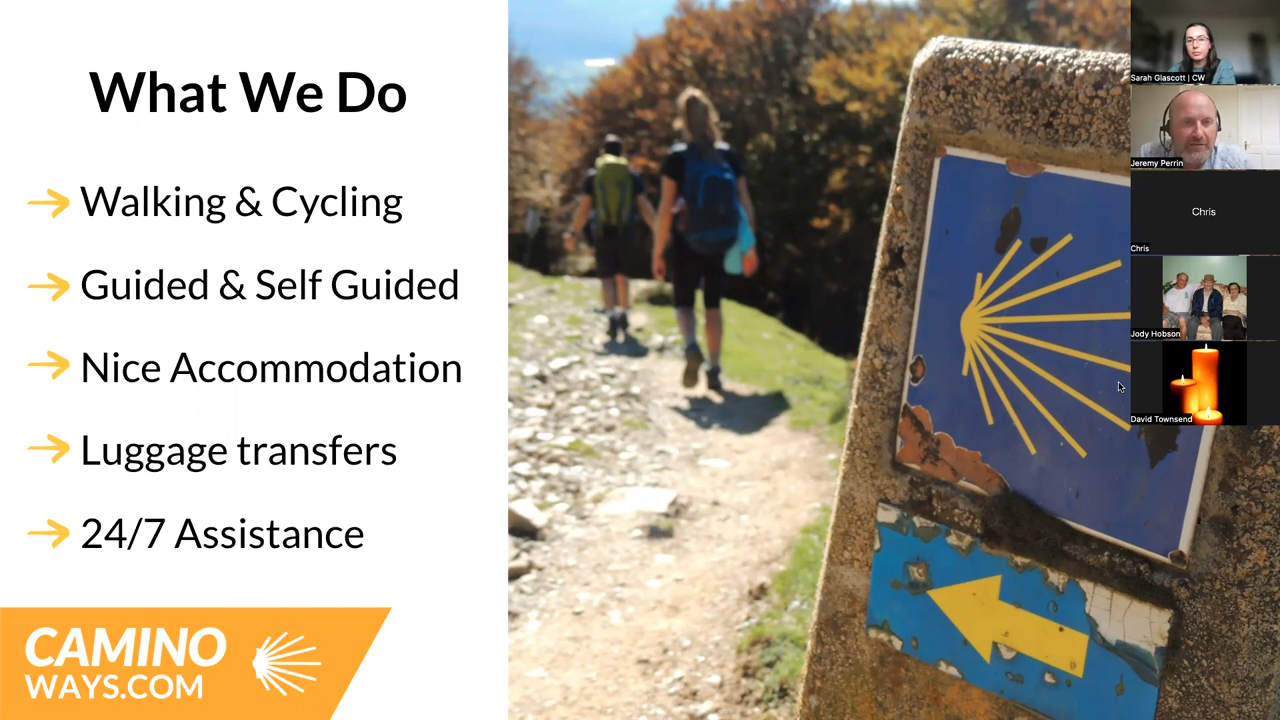 What We Do
Walking & Cycling
Guided & Self Guided
Nice Accommodation
Luggage transfers
24/7 Assistance
CAMINO
WAYS.COM
Sarah Glascott | CW
Jeremy Perrin
Chris
Chris
Jody Hobson
David Townsend